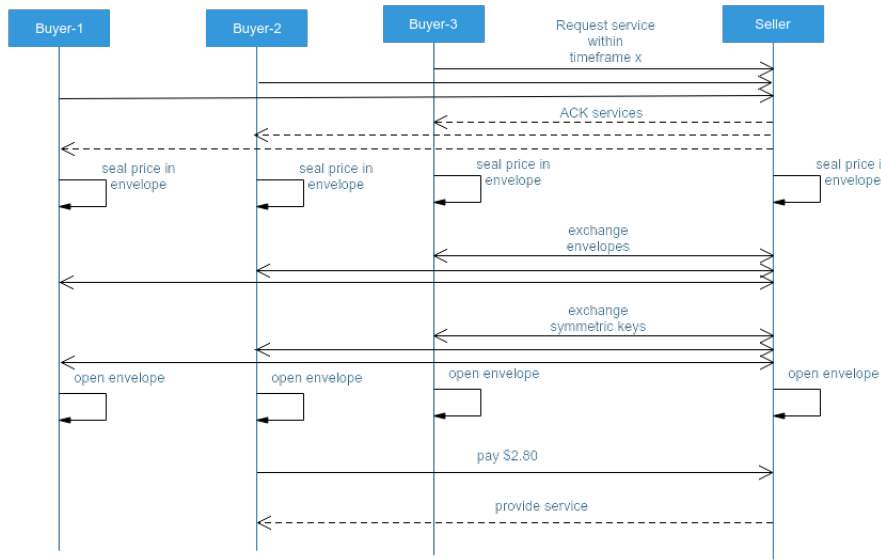 Buyer-1
Buyer-2
Buyer-3
Seller
Request service
within
timeframe x
ACK services
seal price in
envelope
seal price in
envelope
seal price in
envelope
seal price i
envelope
exchange
envelopes
exchange
symmetric keys
open envelope
open envelope
open envelope
open envelope
pay $2.80
provide service